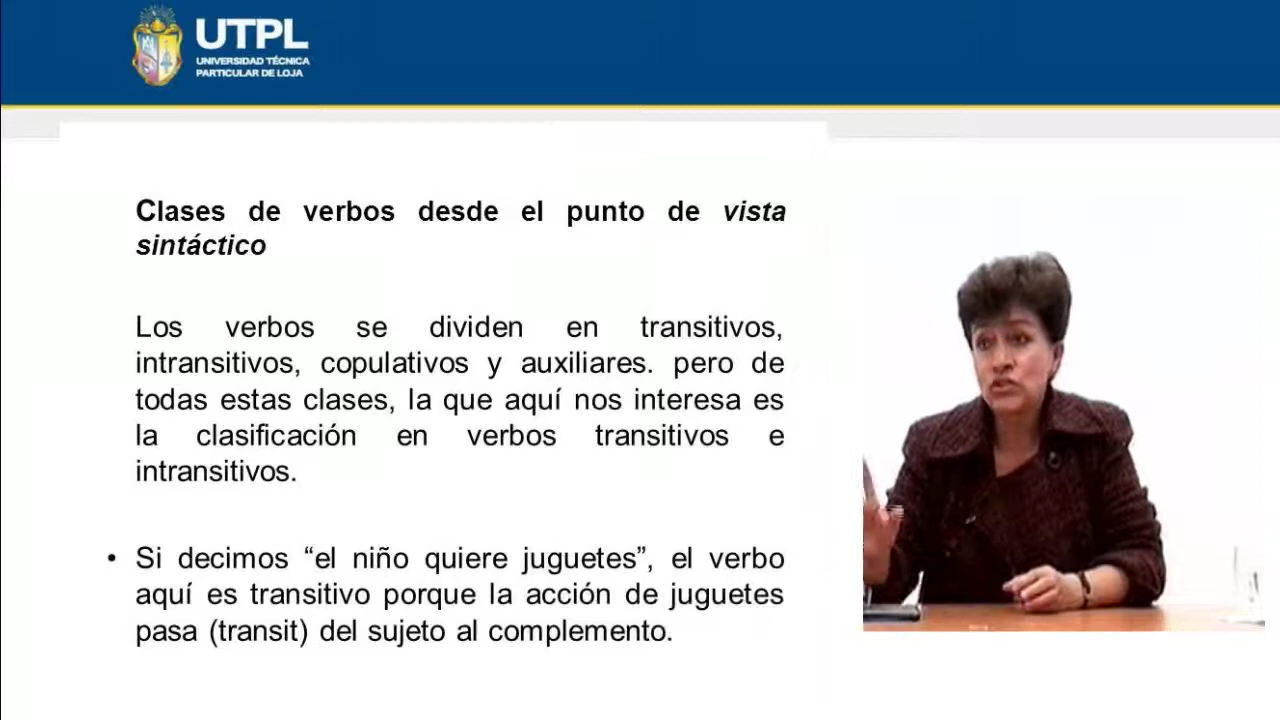 UTPL
UNIVERSIDAD TÉCNICA
PARTICULAR DE LOJA
Clases de verbos desde el punto de vista
sintáctico
Los verbos se dividen en transitivos,
intransitivos, copulativos y auxiliares. pero de
todas estas clases, la que aquí nos interesa es
la clasificación en verbos transitivos e
intransitivos.
• Si decimos “el niño quiere juguetes”, el verbo
aquí es transitivo porque la acción de juguetes
pasa (transit) del sujeto al complemento.